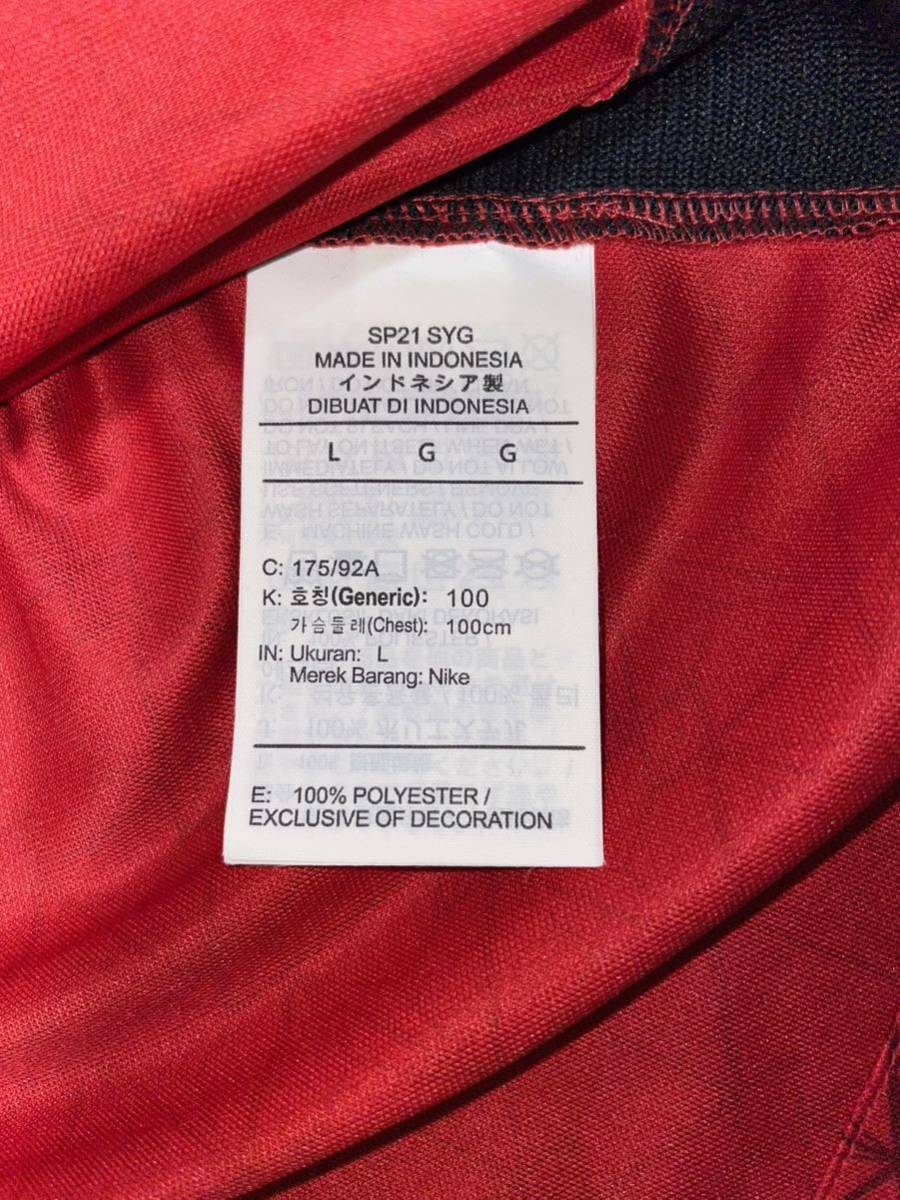 SP21 SYG
MADE IN INDONESIA
インドネシア製
DIBUAT DI INDONESIA
L G G
C: 175/92A
K: 호칭(Generic): 100
가슴둘레(Chest): 100cm
IN: Ukuran: L
Merek Barang: Nike
E: 100% POLYESTER /
EXCLUSIVE OF DECORATION